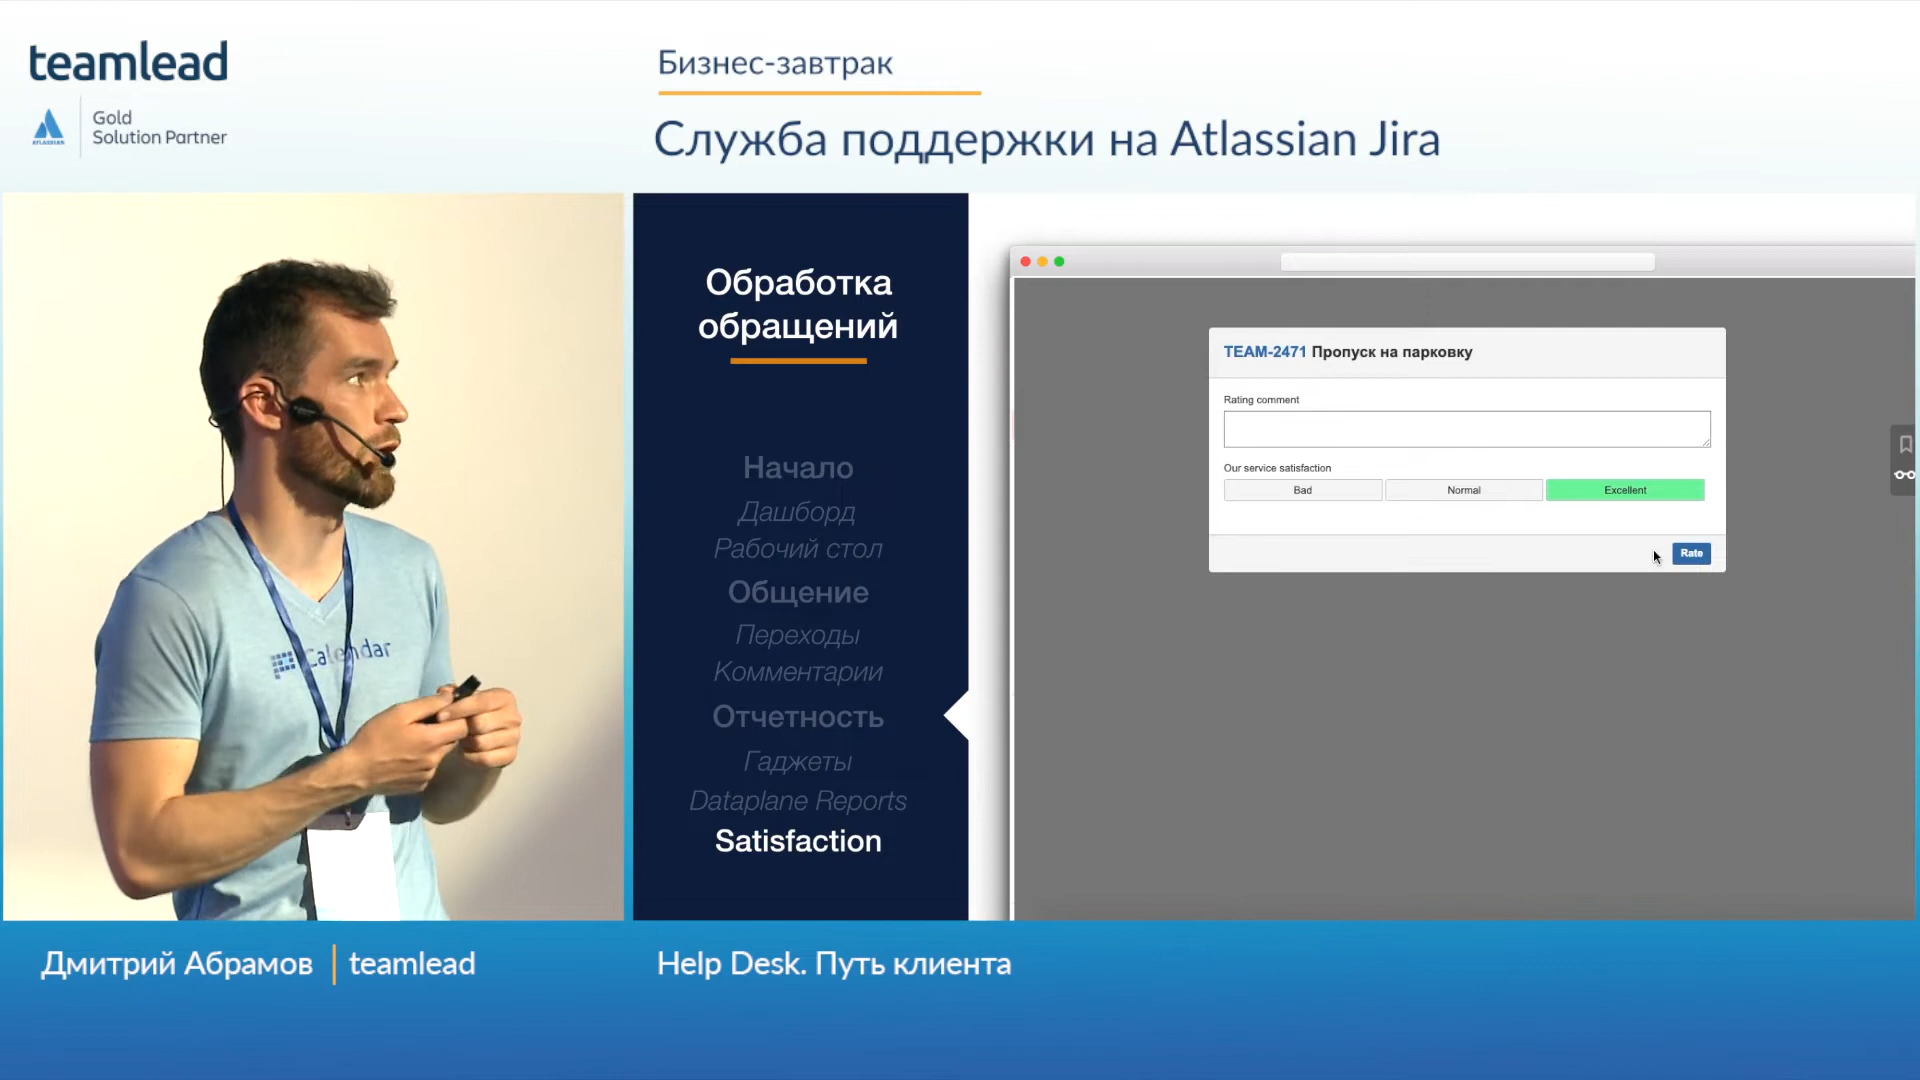 teamlead
ATLASSIAN
Gold
Solution Partner
Бизнес-завтрак
Служба поддержки на Atlassian Jira
Calendar
Обработка
обращений
Начало
Дашборд
Рабочий стол
Общение
Переходы
Комментарии
Отчетность
Гаджеты
Dataplane Reports
Satisfaction
TEAM-2471 Пропуск на парковку
Rating comment
Our service satisfaction
Bad
Normal
Excellent
Rate
Дмитрий Абрамов | teamlead
Help Desk. Путь клиента